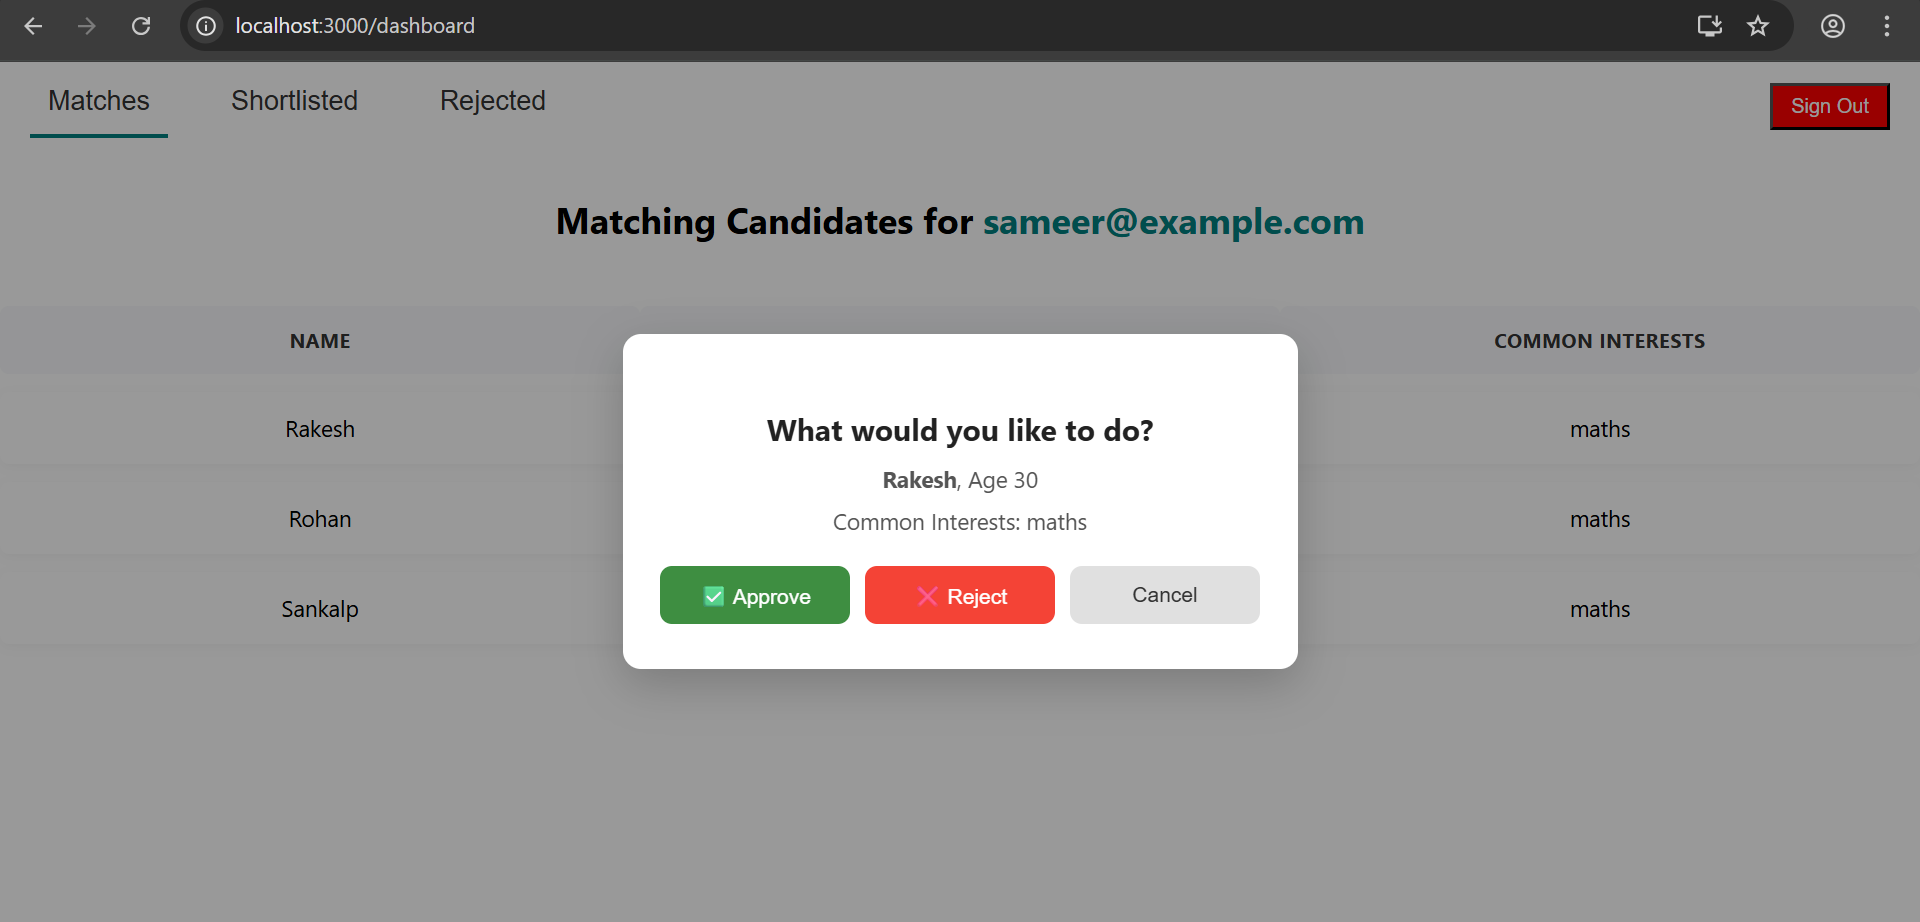 localhost:3000/dashboard
Matches Shortlisted Rejected Sign Out
Matching Candidates for sameer@example.com
NAME COMMON INTERESTS
Rakesh maths
Rohan maths
Sankalp maths
What would you like to do?
Rakesh, Age 30
Common Interests: maths
Approve Reject Cancel